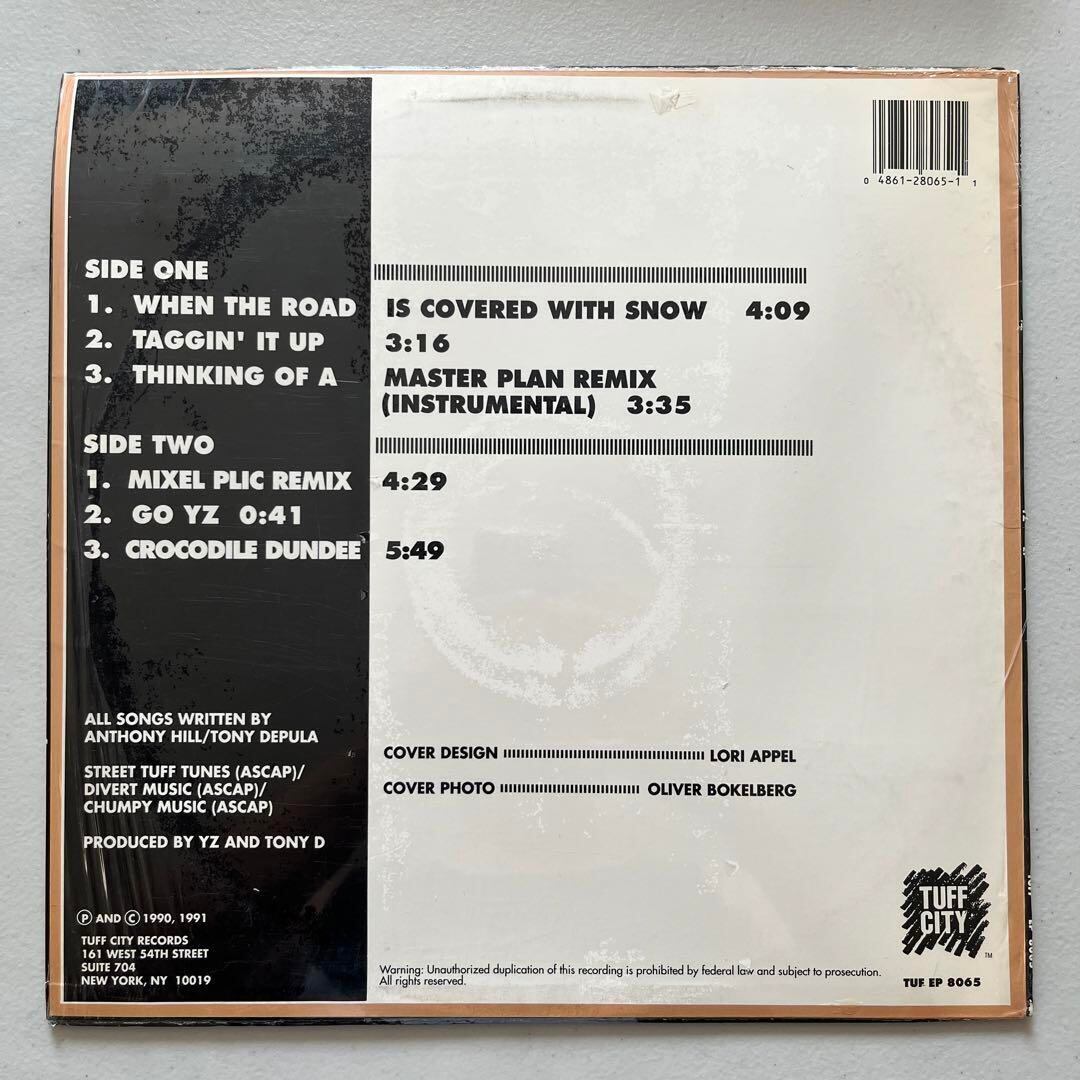 0 4861-28065-1 1
SIDE ONE
1. WHEN THE ROAD IS COVERED WITH SNOW 4:09
2. TAGGIN' IT UP 3:16
3. THINKING OF A MASTER PLAN REMIX
(INSTRUMENTAL) 3:35
SIDE TWO
1. MIXEL PLIC REMIX 4:29
2. GO YZ 0:41
3. CROCODILE DUNDEE 5:49
ALL SONGS WRITTEN BY
ANTHONY HILL/TONY DEPULA
STREET TUFF TUNES (ASCAP)/
DIVERT MUSIC (ASCAP)/
CHUMPY MUSIC (ASCAP)
PRODUCED BY YZ AND TONY D
COVER DESIGN LORI APPEL
COVER PHOTO OLIVER BOKELBERG
Ⓟ AND Ⓒ 1990, 1991
TUFF CITY RECORDS
161 WEST 54TH STREET
SUITE 704
NEW YORK, NY 10019
Warning: Unauthorized duplication of this recording is prohibited by federal law and subject to prosecution.
All rights reserved.
TUFF
CITY
TM
TUF EP 8065